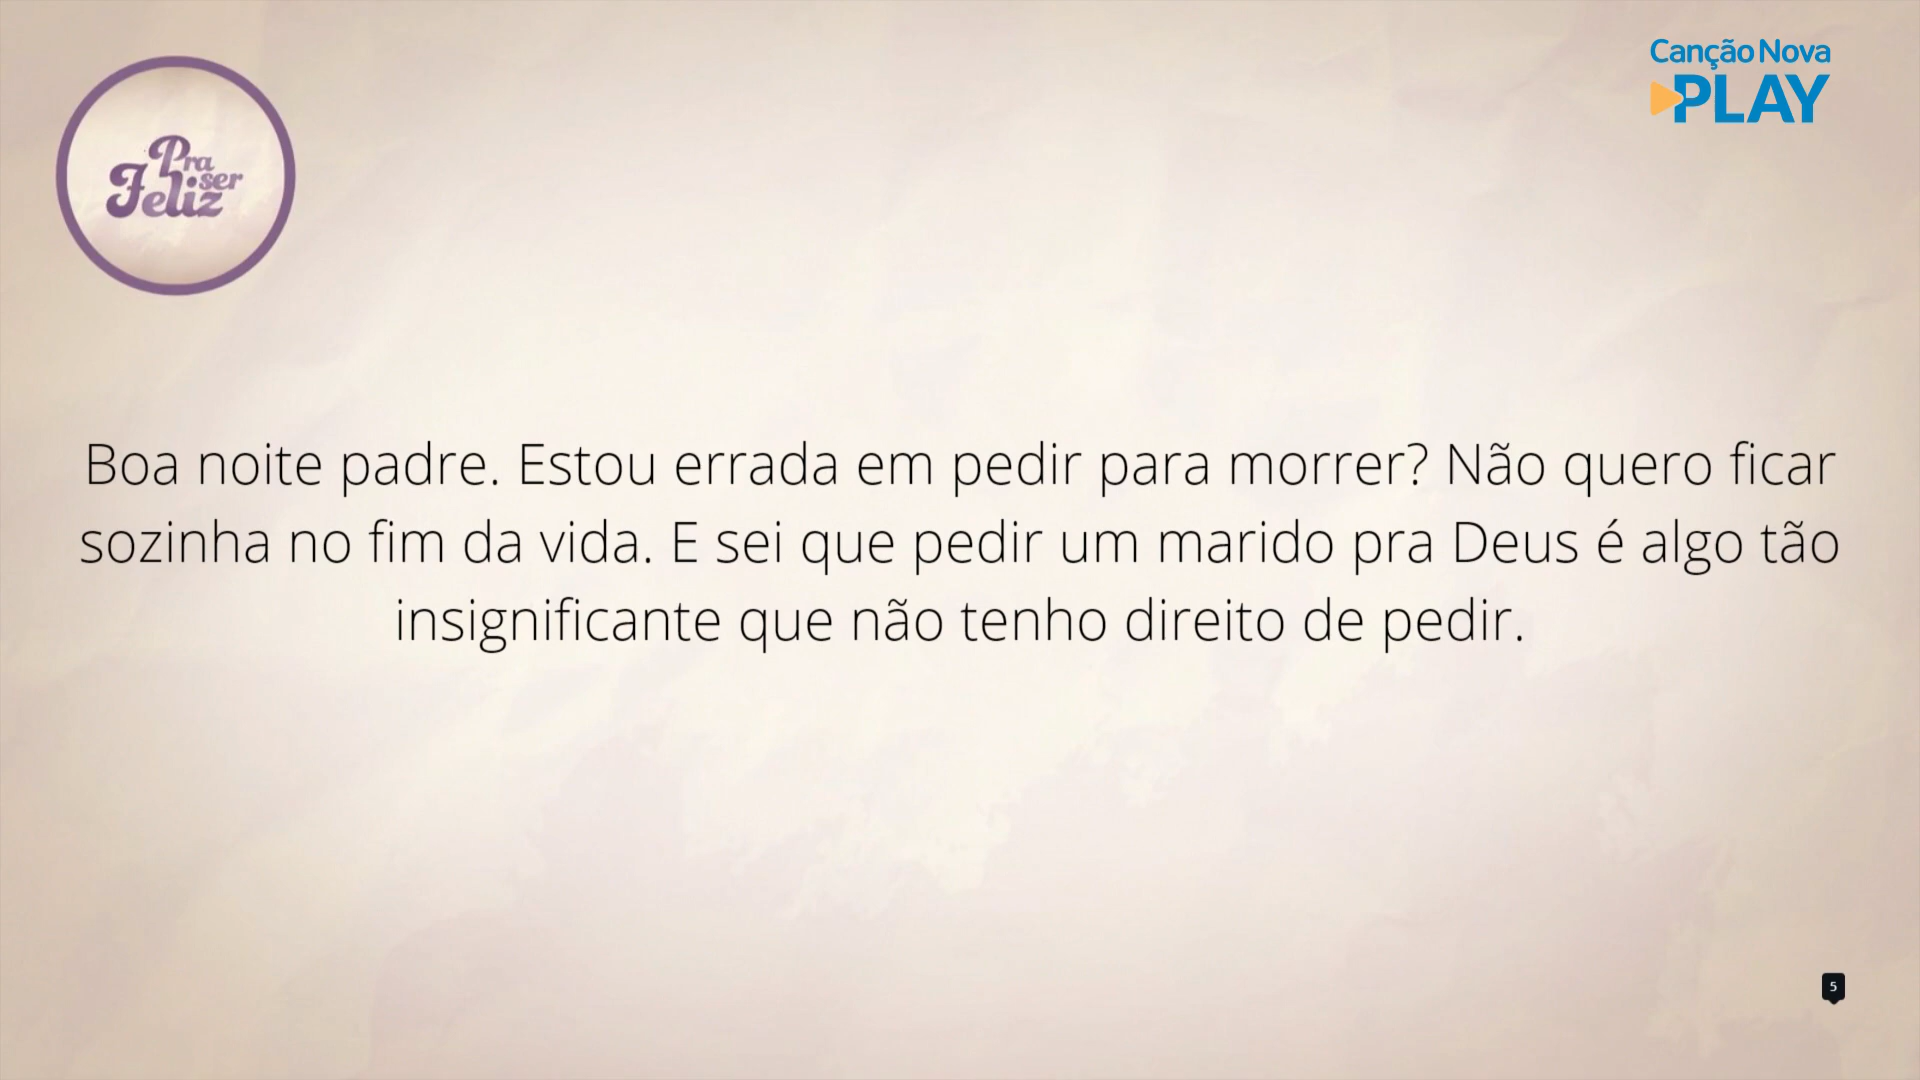 Canção Nova
PLAY
Pra
ser
Feliz
Boa noite padre. Estou errada em pedir para morrer? Não quero ficar
sozinha no fim da vida. E sei que pedir um marido pra Deus é algo tão
insignificante que não tenho direito de pedir.
5